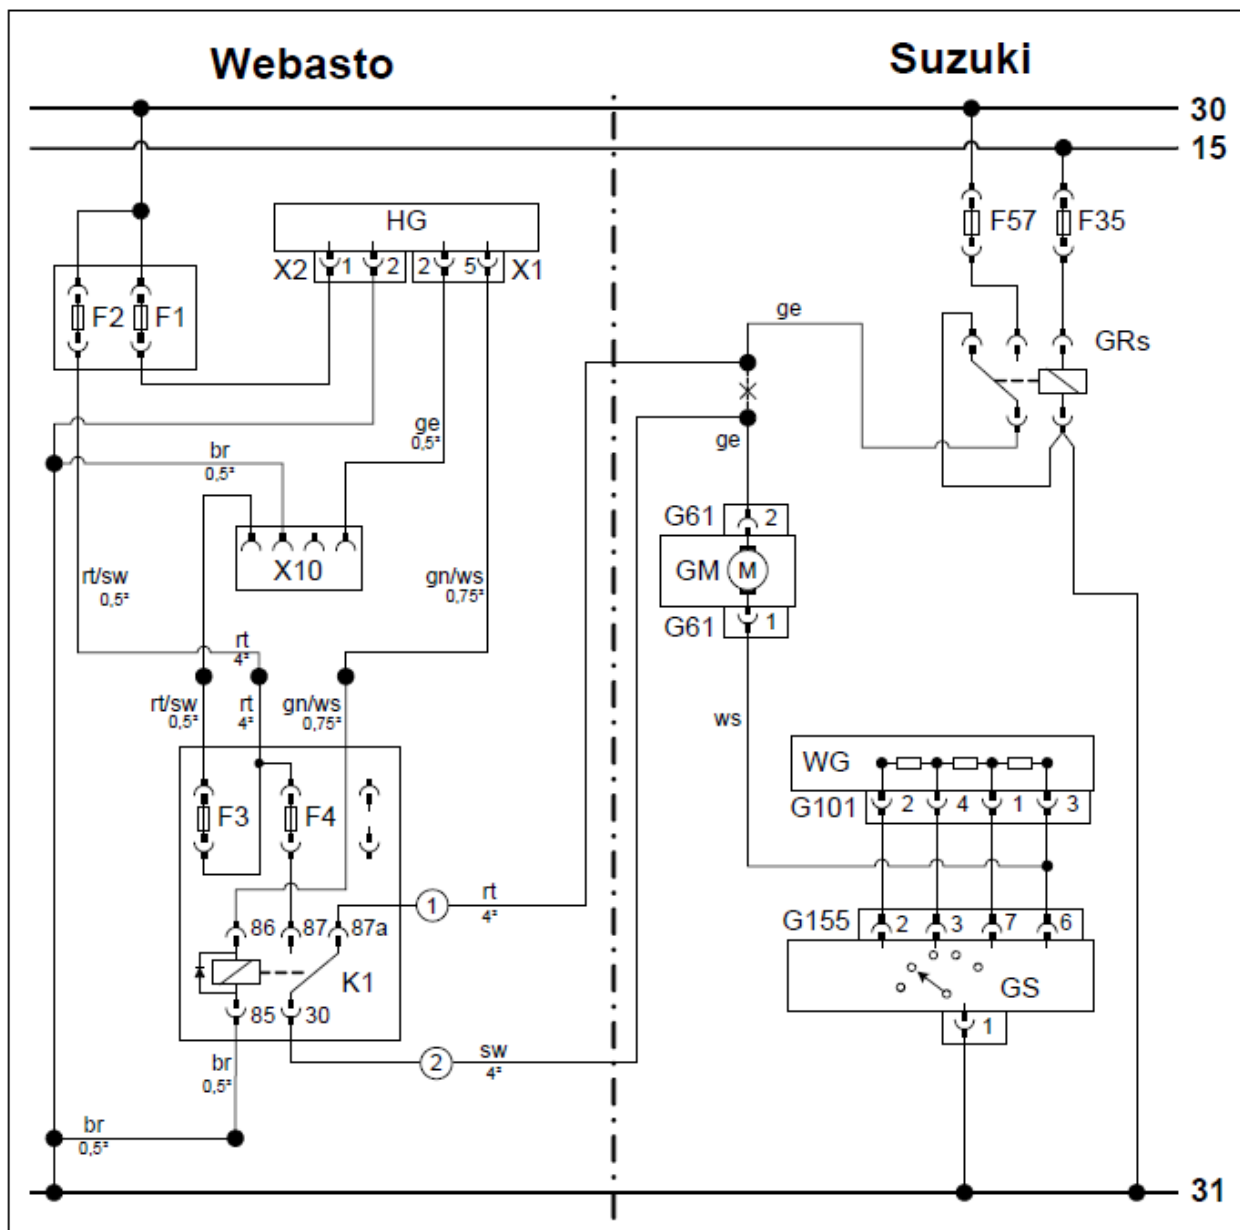 Webasto Suzuki
30
15
HG
X2 1 2 2 5 X1
F57 F35
F2 F1
ge
GRs
ge
0,5²
br
0,5²
ge
G61 2
X10
GM M
rt/sw
0,5²
gn/ws
0,75²
G61 1
rt
4²
rt/sw
0,5²
rt
4²
gn/ws
0,75²
ws
WG
G101 2 4 1 3
F3 F4
1 rt
4²
86 87 87a
G155 2 3 7 6
K1
GS
85 30
1
2 sw
4²
br
0,5²
br
0,5²
31